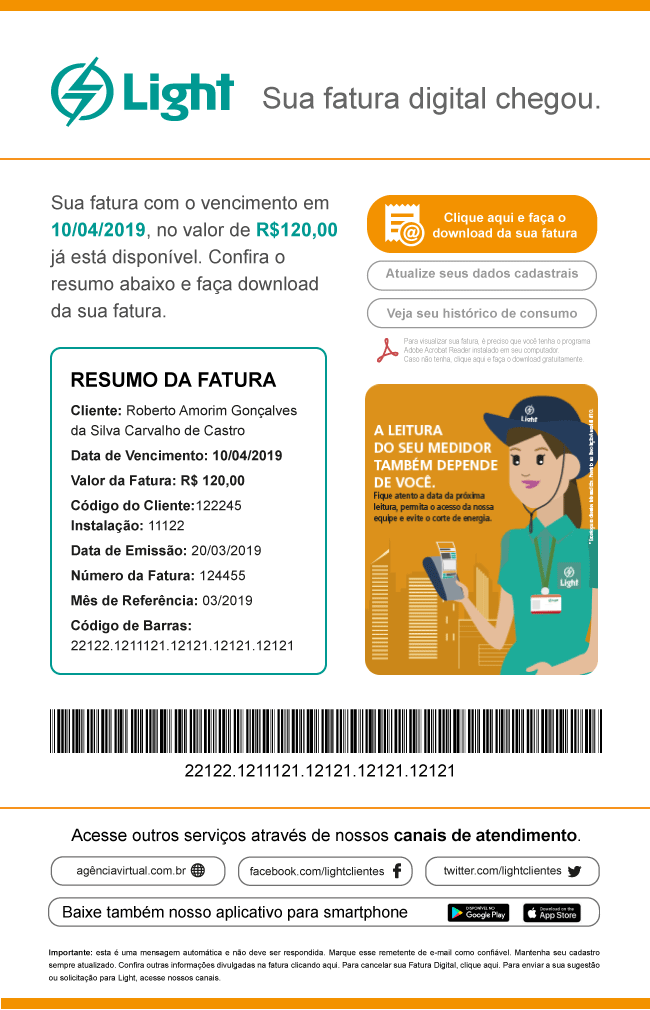 Light
Sua fatura digital chegou.
Sua fatura com o vencimento em
10/04/2019, no valor de R$120,00
já está disponível. Confira o
resumo abaixo e faça download
da sua fatura.
Clique aqui e faça o
download da sua fatura
Atualize seus dados cadastrais
Veja seu histórico de consumo
Para visualizar sua fatura, é preciso que você tenha o programa
Adobe Acrobat Reader instalado em seu computador.
Caso não tenha, clique aqui e faça o download gratuitamente.
RESUMO DA FATURA
Cliente: Roberto Amorim Gonçalves
da Silva Carvalho de Castro
Data de Vencimento: 10/04/2019
Valor da Fatura: R$ 120,00
Código do Cliente:122245
Instalação: 11122
Data de Emissão: 20/03/2019
Número da Fatura: 124455
Mês de Referência: 03/2019
Código de Barras:
22122.1211121.12121.12121.12121
A LEITURA
DO SEU MEDIDOR
TAMBÉM DEPENDE
DE VOCÊ.
Fique atento a data da próxima
leitura, permita o acesso da nossa
equipe e evite o corte de energia.
Light
Light
22122.1211121.12121.12121.12121
Acesse outros serviços através de nossos canais de atendimento.
agênciavirtual.com.br
facebook.com/lightclientes
twitter.com/lightclientes
Baixe também nosso aplicativo para smartphone
DISPONÍVEL NO
Google Play
Download on the
App Store
Importante: esta é uma mensagem automática e não deve ser respondida. Marque esse remetente de e-mail como confiável. Mantenha seu cadastro
sempre atualizado. Confira outras informações divulgadas na fatura clicando aqui. Para cancelar sua Fatura Digital, clique aqui. Para enviar a sua sugestão
ou solicitação para Light, acesse nossos canais.